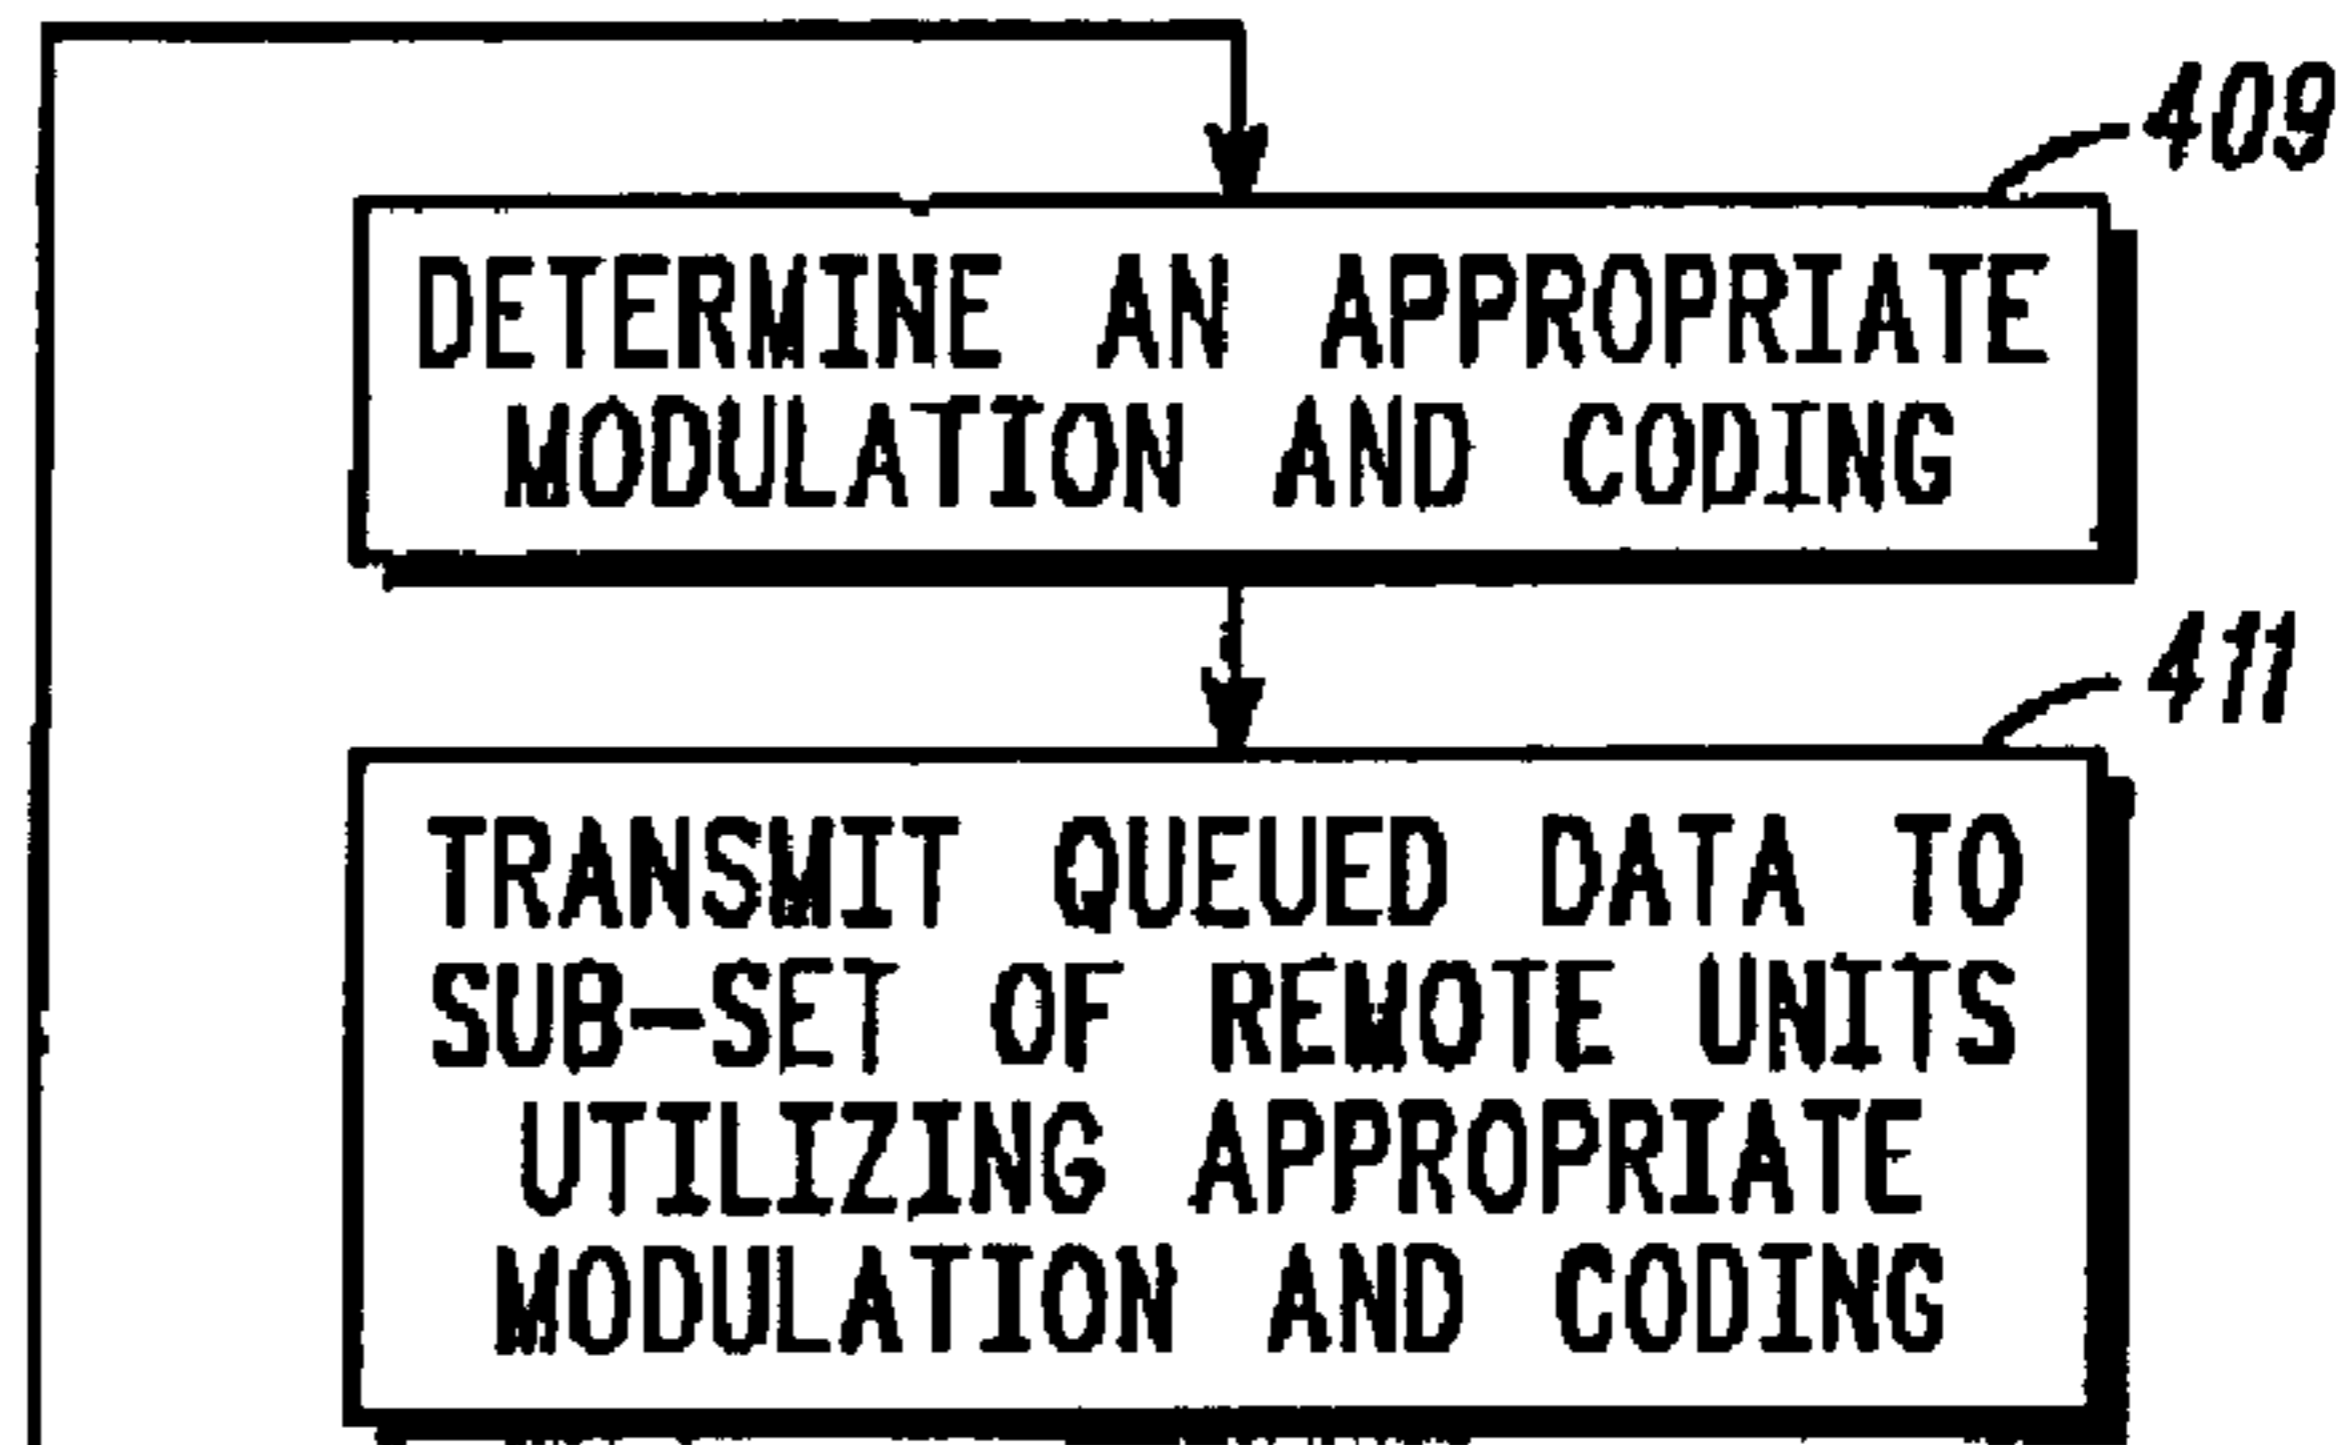 409
DETERMINE AN APPROPRIATE
MODULATION AND CODING
411
TRANSMIT QUEUED DATA TO
SUB-SET OF REMOTE UNITS
UTILIZING APPROPRIATE
MODULATION AND CODING